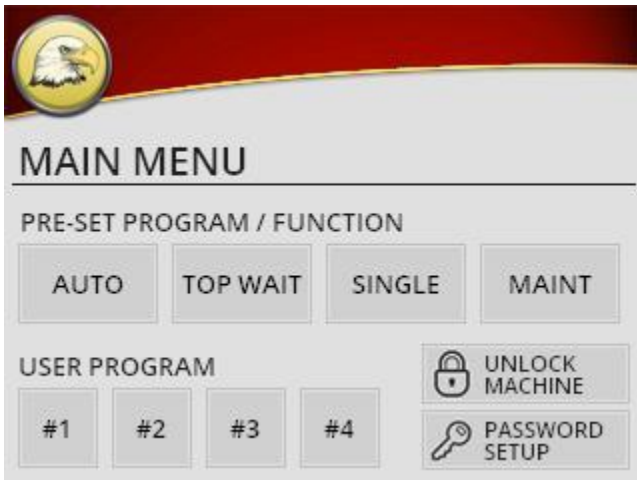 MAIN MENU
PRE-SET PROGRAM / FUNCTION
AUTO TOP WAIT SINGLE MAINT
USER PROGRAM
#1 #2 #3 #4
UNLOCK
MACHINE
PASSWORD
SETUP